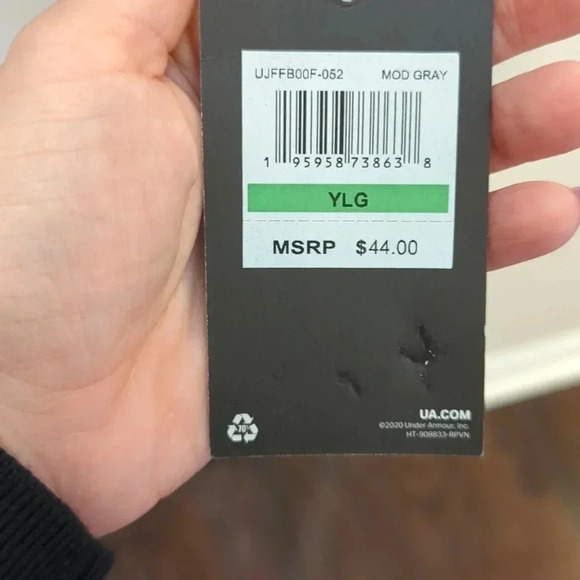 UJFFB00F-052 MOD GRAY
1 95958 73863 8
YLG
MSRP $44.00
UA.COM
©2020 Under Armour, Inc.
HT-908833-RPVN
70%